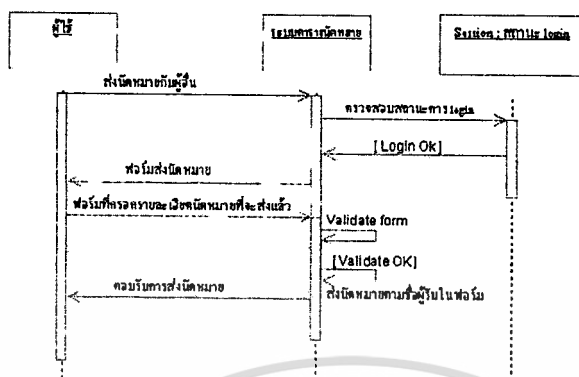 ผู้ใช้
ระบบตารางนัดหมาย
Session : สถานะ login
ส่งนัดหมายกับผู้อื่น
ตรวจสอบสถานะการ login
[ Login Ok ]
ฟอร์มส่งนัดหมาย
ฟอร์มที่กรอกรายละเอียดนัดหมายที่จะส่งแล้ว
Validate form
[Validate OK]
ตอบรับการส่งนัดหมาย
ส่งนัดหมายตามชื่อผู้รับในฟอร์ม